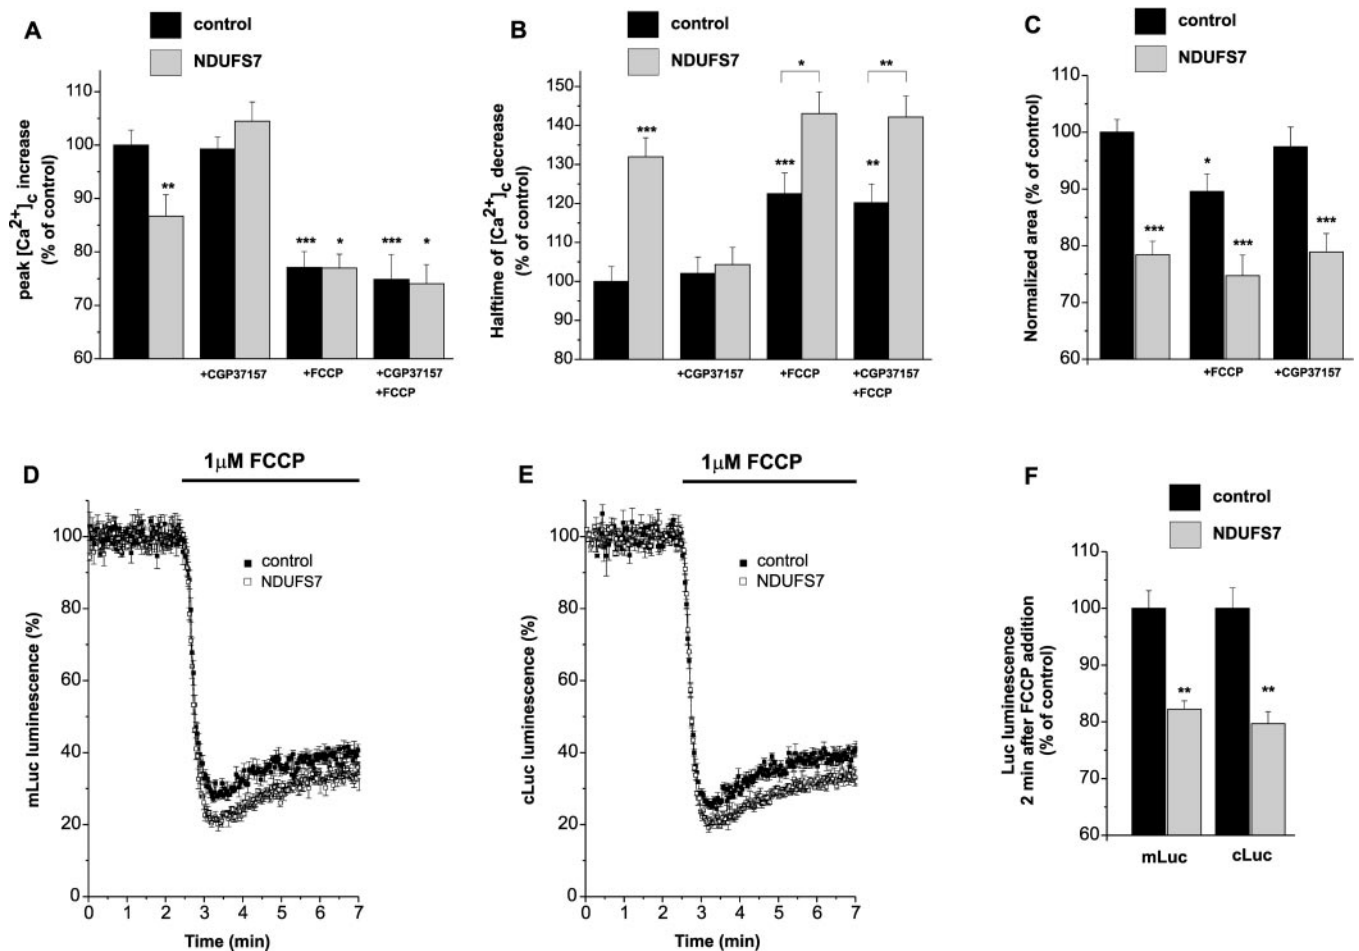 A
control
NDUFS7
peak [Ca²⁺]c increase
(% of control)
110
100
90
80
70
60
**
***
*
***
*
+CGP37157
+FCCP
+CGP37157
+FCCP
B
control
NDUFS7
Halftime of [Ca²⁺]c decrease
(% of control)
150
140
130
120
110
100
90
80
***
*
***
**
**
+CGP37157
+FCCP
+CGP37157
+FCCP
C
control
NDUFS7
Normalized area (% of control)
110
100
90
80
70
60
***
*
***
***
+FCCP
+CGP37157
D
1μM FCCP
mLuc luminescence (%)
100
80
60
40
20
0
control
NDUFS7
0 1 2 3 4 5 6 7
Time (min)
E
1μM FCCP
cLuc luminescence (%)
100
80
60
40
20
0
control
NDUFS7
0 1 2 3 4 5 6 7
Time (min)
F
control
NDUFS7
Luc luminescence
2 min after FCCP addition
(% of control)
110
100
90
80
70
60
**
**
mLuc cLuc